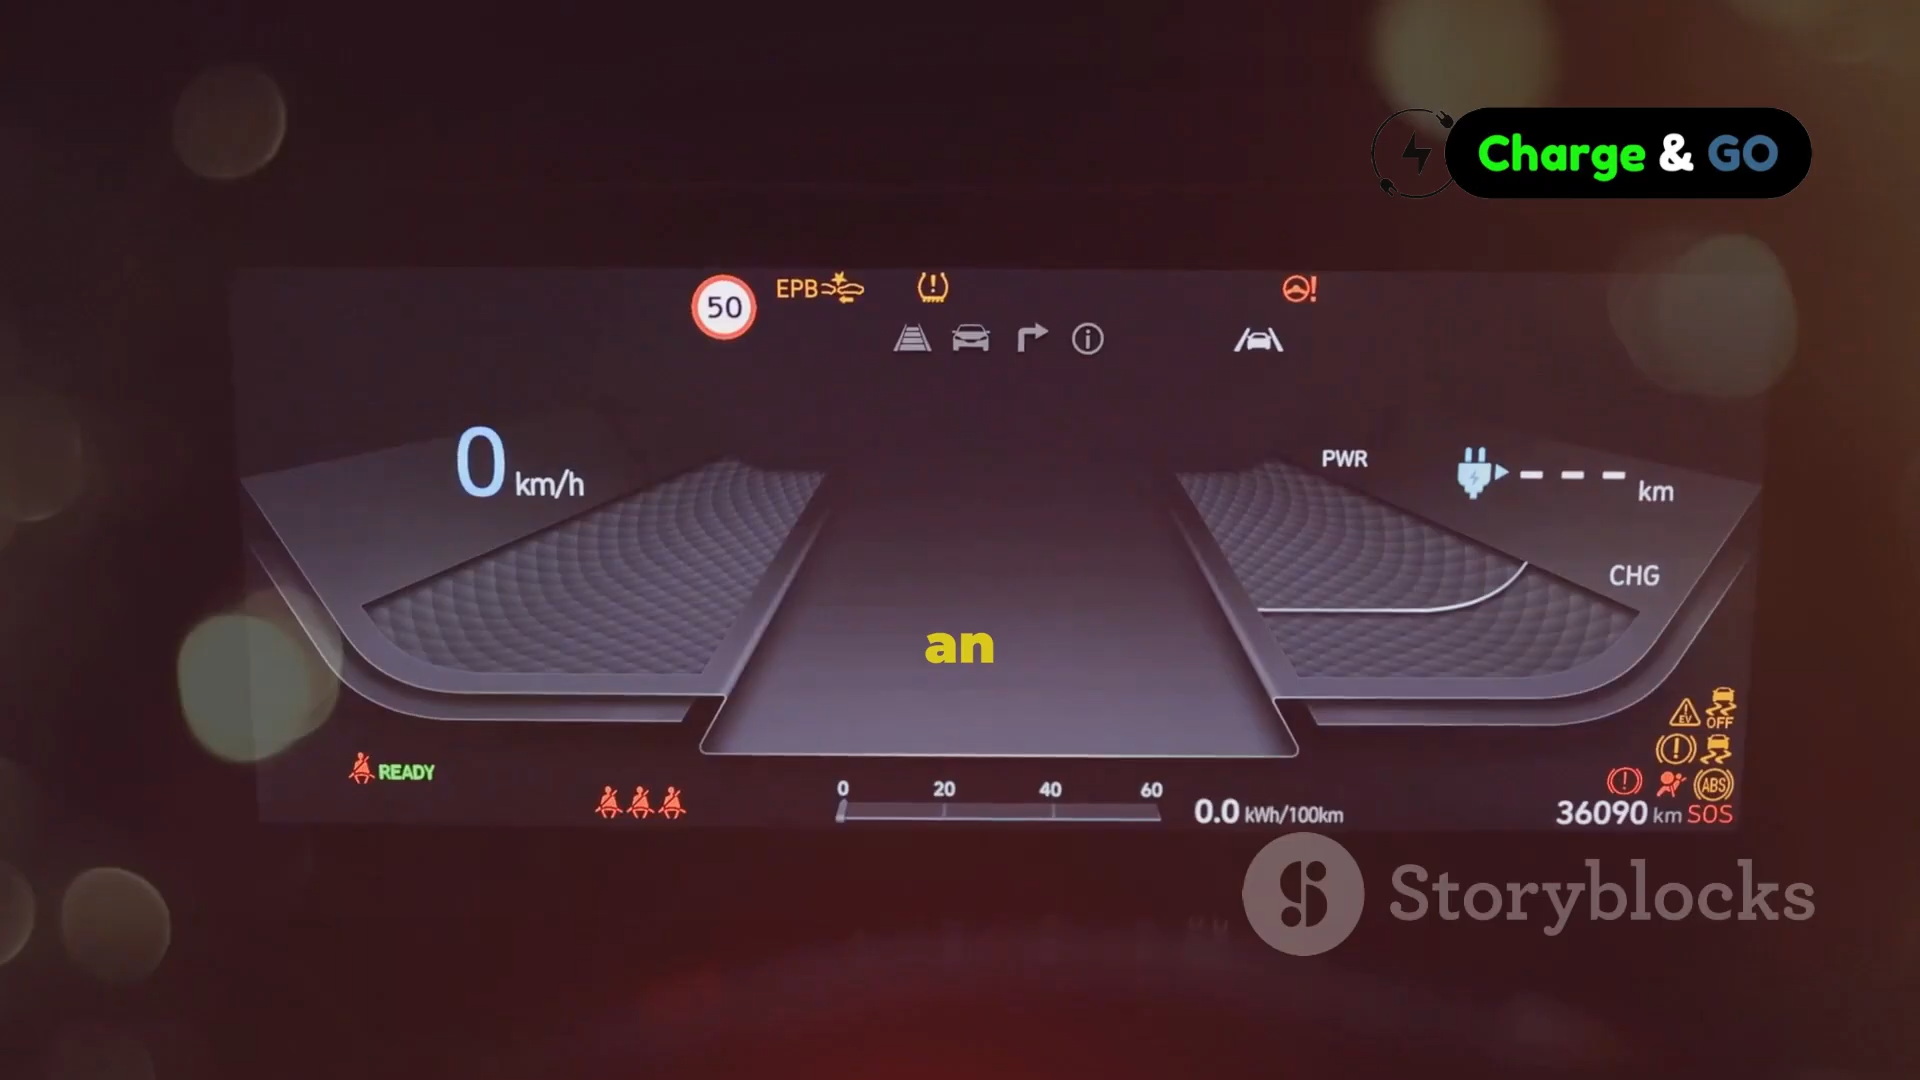 Charge & GO
50
EPB
0 km/h
PWR
--- km
CHG
an
EV
OFF
READY
ABS
0 20 40 60
0.0 kWh/100km
36090 km SOS
Storyblocks